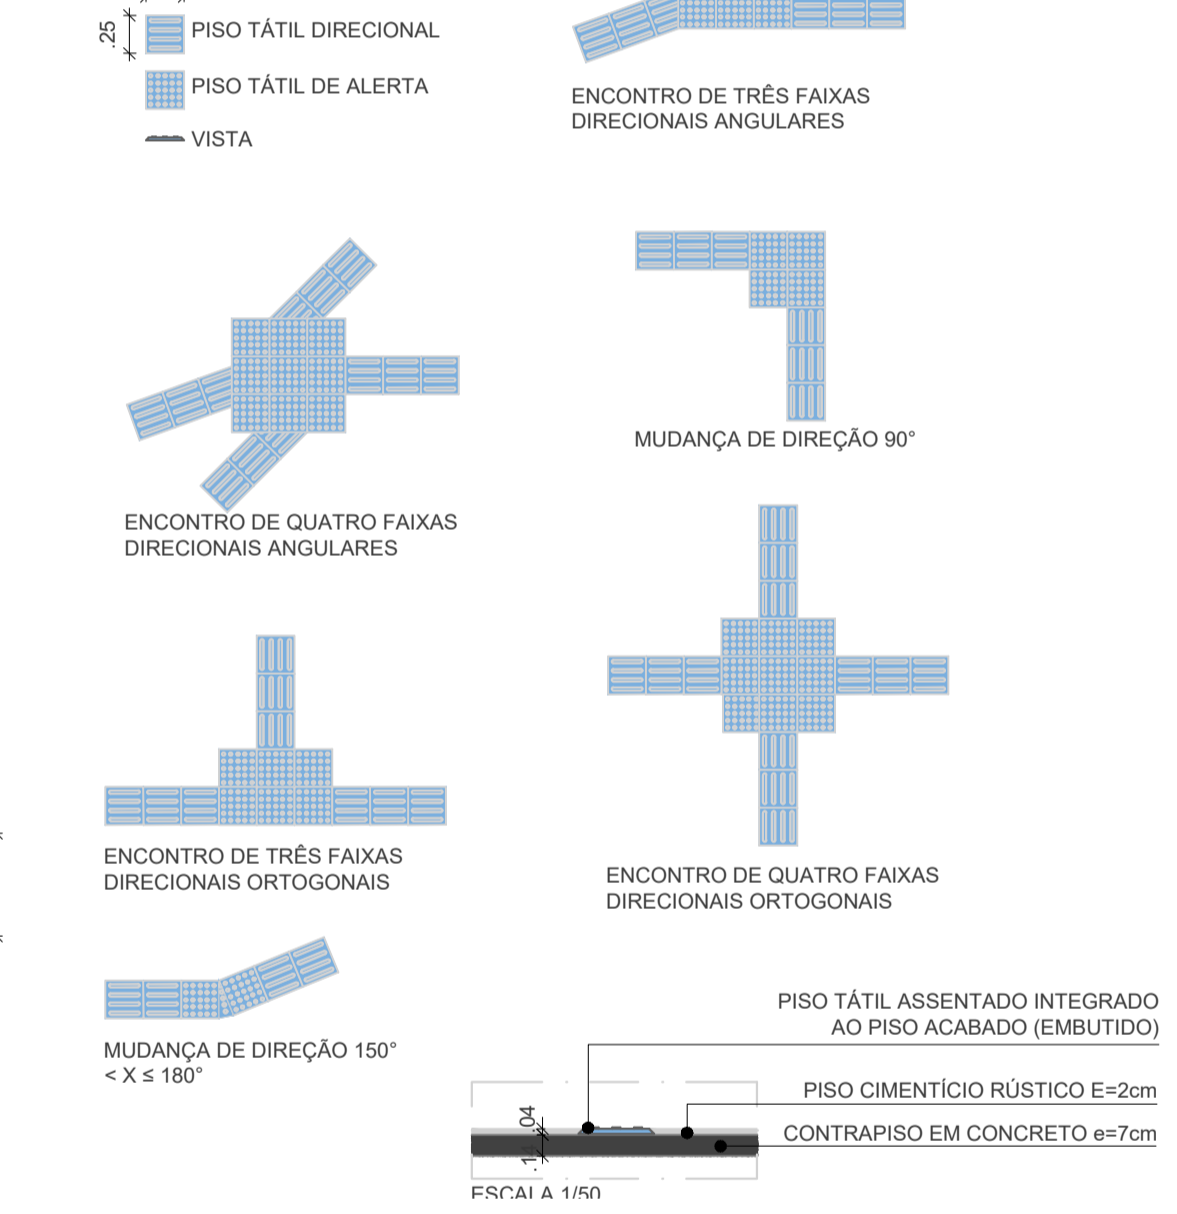 .25
PISO TÁTIL DIRECIONAL
PISO TÁTIL DE ALERTA
VISTA
ENCONTRO DE TRÊS FAIXAS
DIRECIONAIS ANGULARES
ENCONTRO DE QUATRO FAIXAS
DIRECIONAIS ANGULARES
MUDANÇA DE DIREÇÃO 90°
ENCONTRO DE TRÊS FAIXAS
DIRECIONAIS ORTOGONAIS
ENCONTRO DE QUATRO FAIXAS
DIRECIONAIS ORTOGONAIS
MUDANÇA DE DIREÇÃO 150°
< X ≤ 180°
PISO TÁTIL ASSENTADO INTEGRADO
AO PISO ACABADO (EMBUTIDO)
PISO CIMENTÍCIO RÚSTICO E=2cm
CONTRAPISO EM CONCRETO e=7cm
.04
ESCALA 1/50